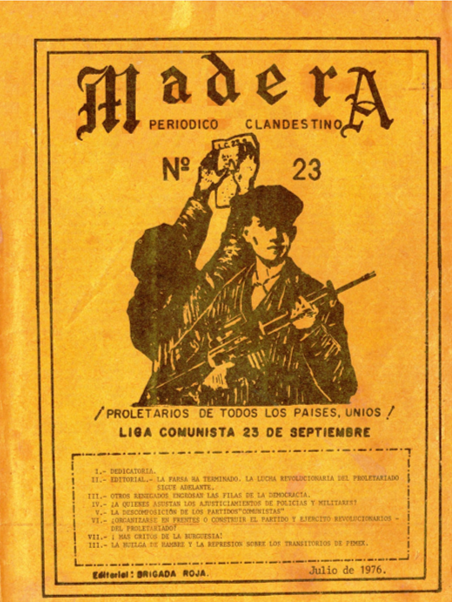 MaderA
PERIODICO CLANDESTINO
Nº 23
¡PROLETARIOS DE TODOS LOS PAISES, UNIOS!
LIGA COMUNISTA 23 DE SEPTIEMBRE
I.- DEDICATORIA.
II.- EDITORIAL.- LA FARSA HA TERMINADO. LA LUCHA REVOLUCIONARIA DEL PROLETARIADO
SIGUE ADELANTE.
III.- OTROS RENEGADOS ENGROSAN LAS FILAS DE LA DEMOCRACIA.
IV.- ¿A QUIENES ASUSTAN LOS AJUSTICIAMIENTOS DE POLICIAS Y MILITARES?
V.- LA DESCOMPOSICIÓN DE LOS PARTIDOS "COMUNISTAS"
VI.- ¿ORGANIZARSE EN FRENTES O CONSTRUIR EL PARTIDO Y EJERCITO REVOLUCIONARIOS -
DEL PROLETARIADO?
VII.- ¡ MAS GRITOS DE LA BURGUESIA!
III.- LA HUELGA DE HAMBRE Y LA REPRESION SOBRE LOS TRANSITORIOS DE PEMEX.
Editorial: BRIGADA ROJA.
Julio de 1976.